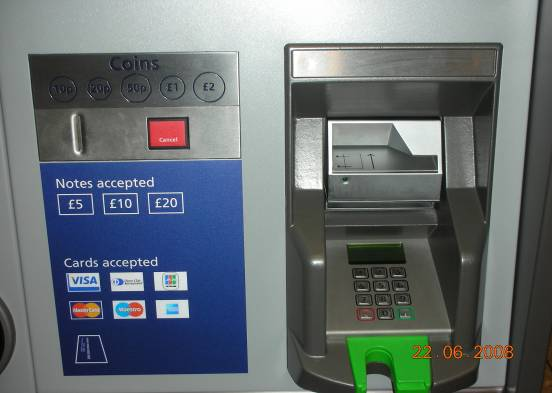 Coins
10p 20p 50p £1 £2
Cancel
Notes accepted
£5 £10 £20
Cards accepted
VISA
MasterCard Maestro
22 06 2008